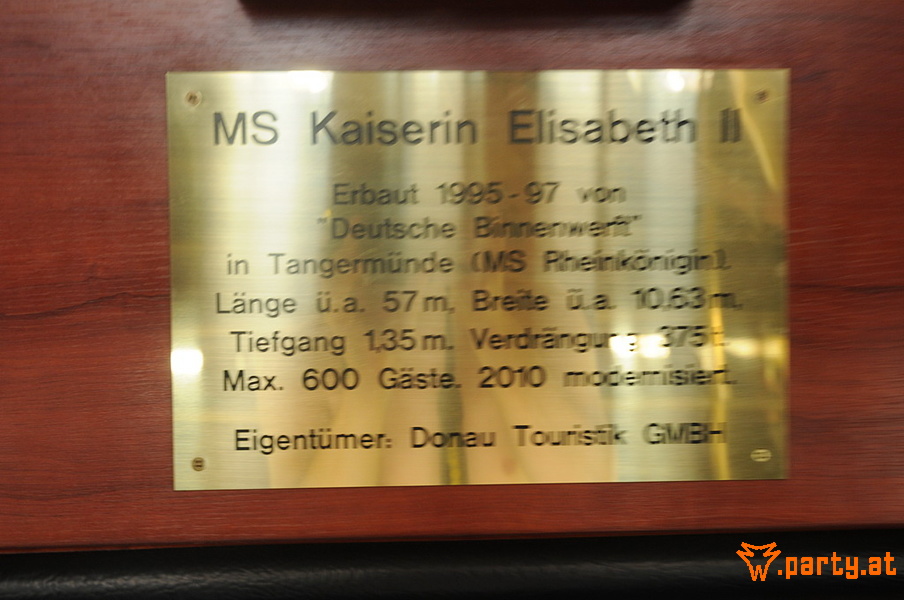 MS Kaiserin Elisabeth II
Erbaut 1995-97 von
"Deutsche Binnenwerft"
in Tangermünde (MS Rheinkönigin).
Länge ü.a. 57 m, Breite ü.a. 10,63 m,
Tiefgang 1,35 m. Verdrängung 375 t.
Max. 600 Gäste. 2010 modernisiert.
Eigentümer: Donau Touristik GMBH
.party.at